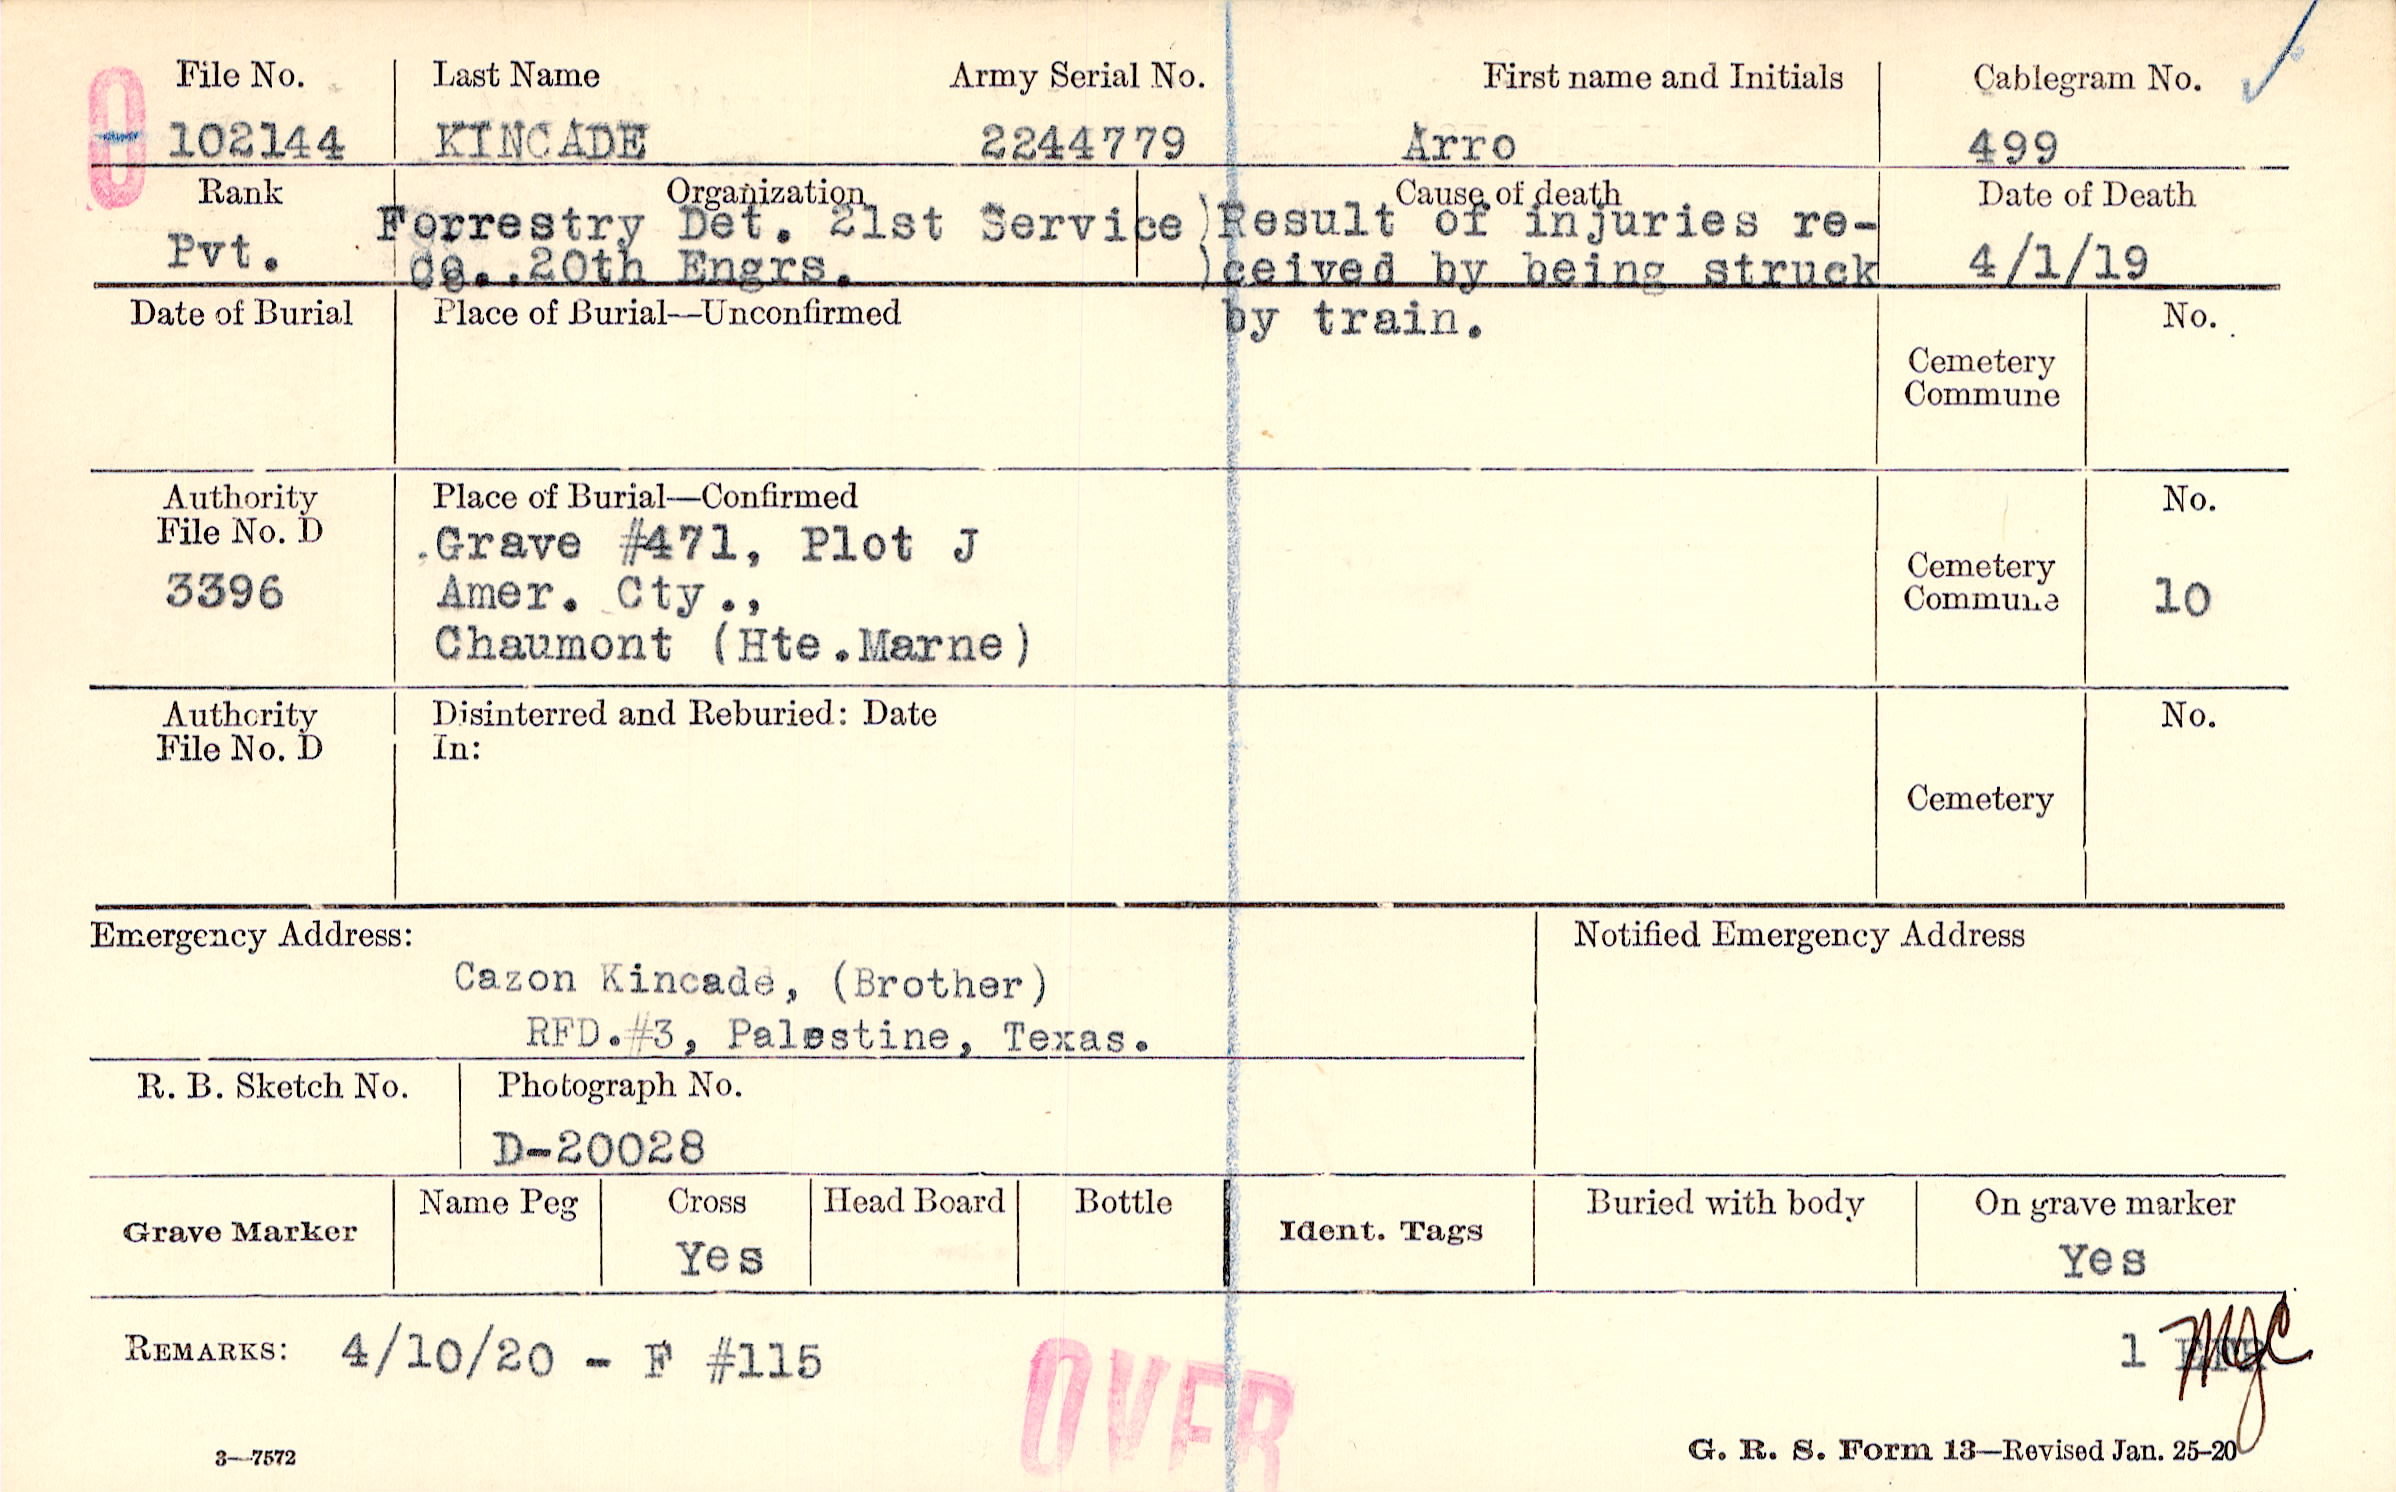 0
File No. Last Name Army Serial No. First name and Initials Cablegram No.
102144 KINCADE 2244779 Arro 499
Rank Organization Cause of death Date of Death
Pvt. Forrestry Det. 21st Service )Result of injuries re- 4/1/19
Co..20th Engrs. )ceived by being struck
by train.
Date of Burial Place of Burial—Unconfirmed No.
Cemetery
Commune
Authority Place of Burial—Confirmed No.
File No. D
Grave #471, Plot J
3396 Amer. Cty., Cemetery 10
Commune
Chaumont (Hte.Marne)
Authority Disinterred and Reburied: Date No.
File No. D In:
Cemetery
Emergency Address: Notified Emergency Address
Cazon Kincade, (Brother)
RFD.#3, Palestine, Texas.
R. B. Sketch No. Photograph No.
D-20028
Grave Marker Name Peg Cross Head Board Bottle Ident. Tags Buried with body On grave marker
Yes Yes
REMARKS: 4/10/20 - F #115 1
OVER
3—7572 G. R. S. Form 13—Revised Jan. 25-20